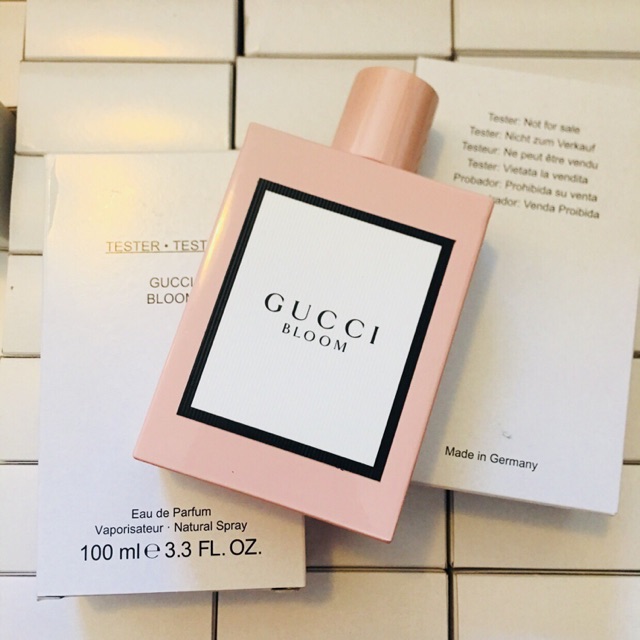 TESTER • TEST
GUCCI
BLOOM
Eau de Parfum
Vaporisateur · Natural Spray
100 ml e 3.3 FL. OZ.
GUCCI
BLOOM
Tester: Not for sale
Tester: Nicht zum Verkauf
Testeur: Ne peut être vendu
Tester: Vietata la vendita
Probador: Prohibida su venta
ador: Venda Proibida
Made in Germany